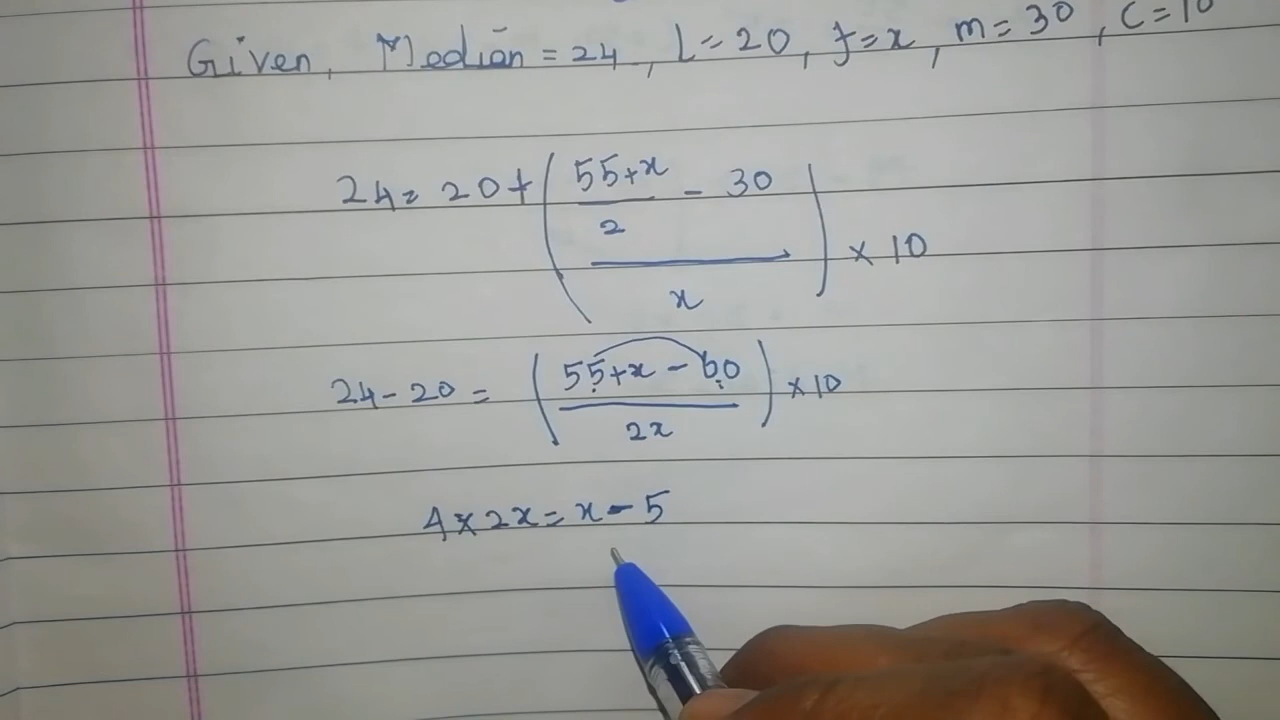 Given, Median = 24, L = 20, f = x, m = 30, C = 10
24 = 20 + ( (55+x)/2 - 30 / x ) × 10
24 - 20 = ( 55+x - 60 / 2x ) × 10
4 × 2x = x - 5